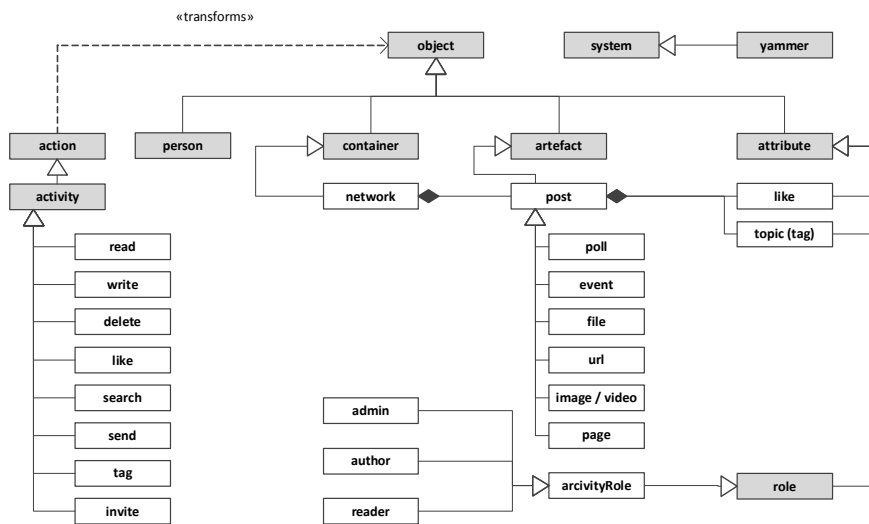 «transforms»
object
system
yammer
action
person
container
artefact
attribute
activity
network
post
like
topic (tag)
read
poll
write
event
delete
file
like
url
search
image / video
admin
send
page
author
tag
arcivityRole
role
reader
invite